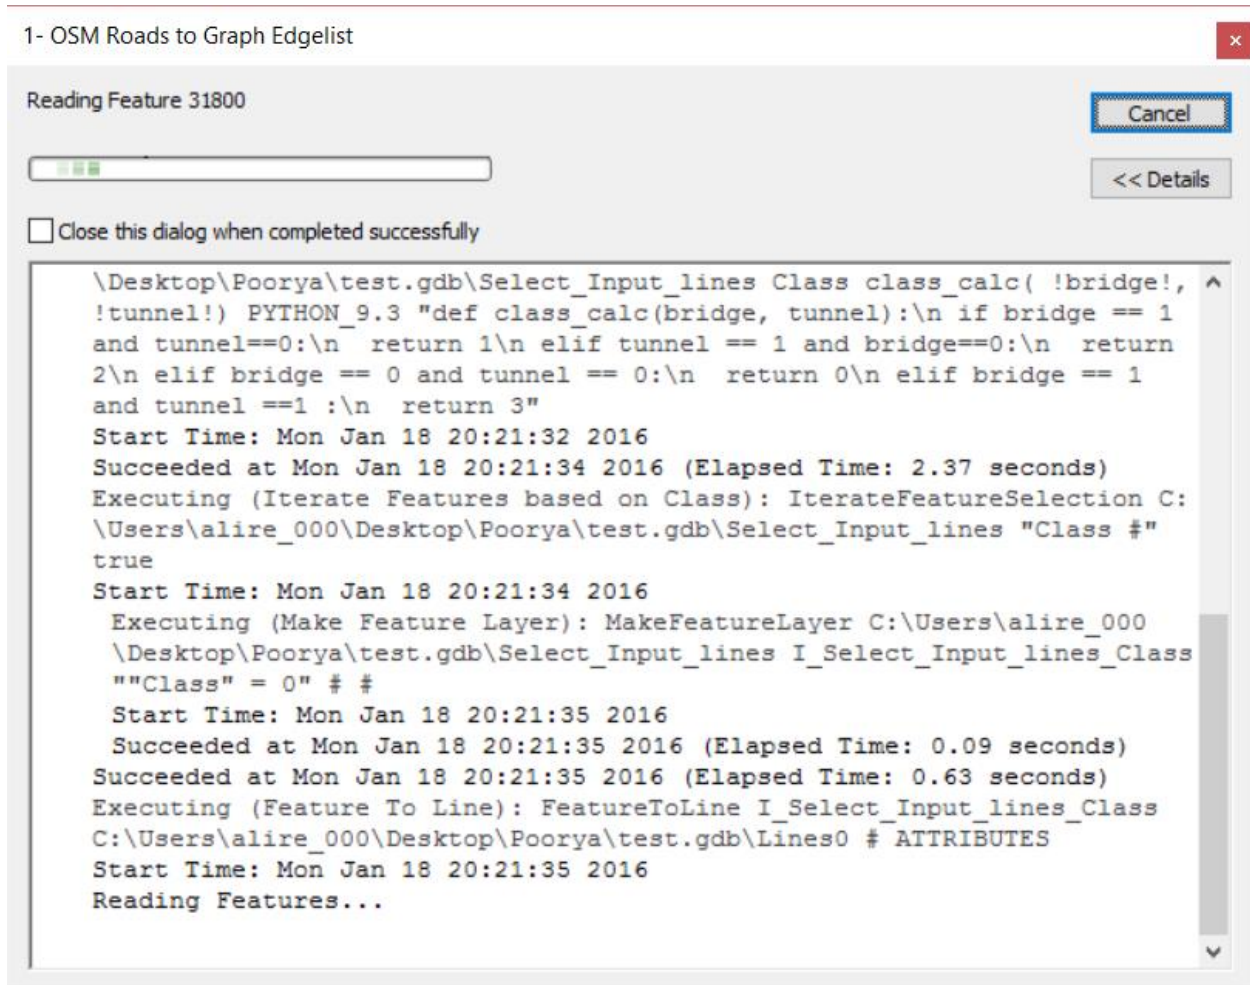 1- OSM Roads to Graph Edgelist
Reading Feature 31800
Cancel
<< Details
Close this dialog when completed successfully
\Desktop\Poorya\test.gdb\Select_Input_lines Class class_calc( !bridge!,
!tunnel!) PYTHON_9.3 "def class_calc(bridge, tunnel):\n if bridge == 1
and tunnel==0:\n  return 1\n elif tunnel == 1 and bridge==0:\n  return
2\n elif bridge == 0 and tunnel == 0:\n  return 0\n elif bridge == 1
and tunnel ==1 :\n  return 3"
Start Time: Mon Jan 18 20:21:32 2016
Succeeded at Mon Jan 18 20:21:34 2016 (Elapsed Time: 2.37 seconds)
Executing (Iterate Features based on Class): IterateFeatureSelection C:
\Users\alire_000\Desktop\Poorya\test.gdb\Select_Input_lines "Class #"
true
Start Time: Mon Jan 18 20:21:34 2016
Executing (Make Feature Layer): MakeFeatureLayer C:\Users\alire_000
\Desktop\Poorya\test.gdb\Select_Input_lines I_Select_Input_lines_Class
""Class" = 0" # #
Start Time: Mon Jan 18 20:21:35 2016
Succeeded at Mon Jan 18 20:21:35 2016 (Elapsed Time: 0.09 seconds)
Succeeded at Mon Jan 18 20:21:35 2016 (Elapsed Time: 0.63 seconds)
Executing (Feature To Line): FeatureToLine I_Select_Input_lines_Class
C:\Users\alire_000\Desktop\Poorya\test.gdb\Lines0 # ATTRIBUTES
Start Time: Mon Jan 18 20:21:35 2016
Reading Features...